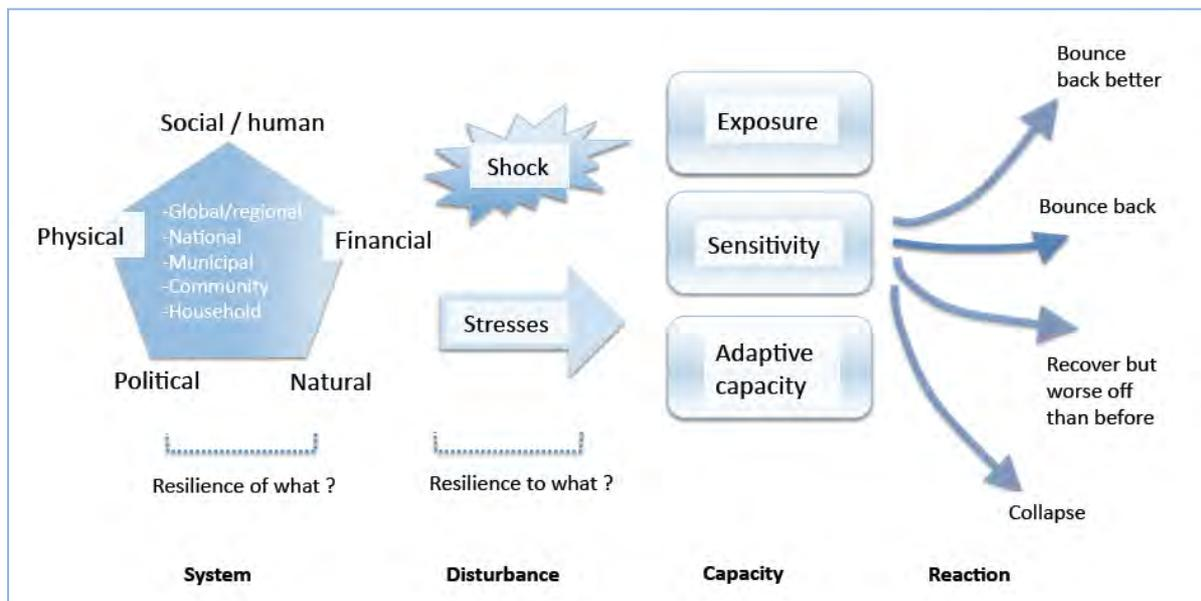 Social / human
Physical
-Global/regional
-National
-Municipal
-Community
-Household
Financial
Political
Natural
Resilience of what ?
System
Shock
Stresses
Resilience to what ?
Disturbance
Exposure
Sensitivity
Adaptive
capacity
Capacity
Bounce
back better
Bounce back
Recover but
worse off
than before
Collapse
Reaction